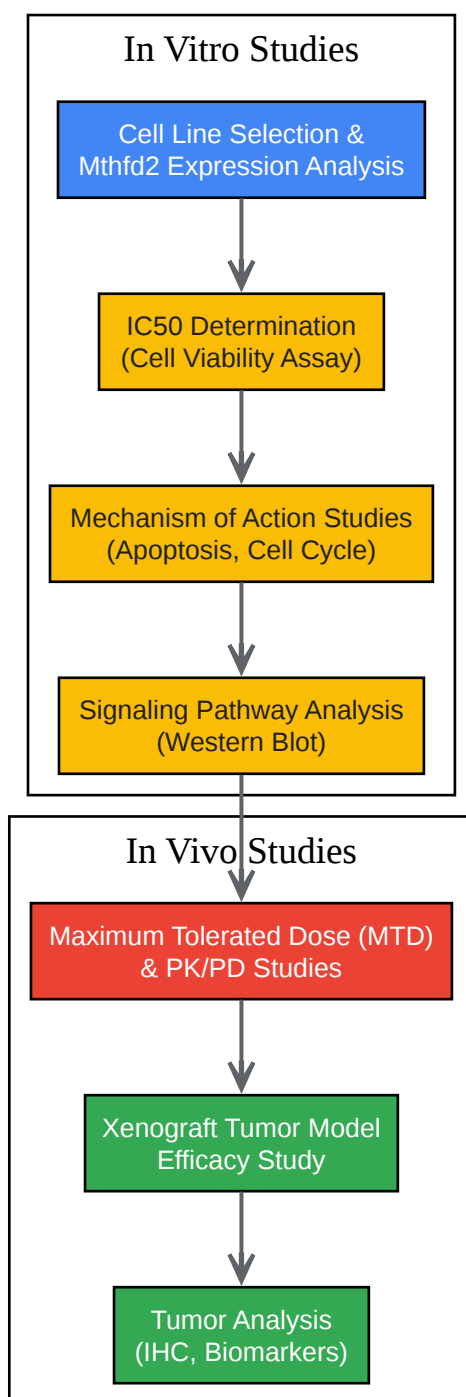 In Vitro Studies
Cell Line Selection &
Mthfd2 Expression Analysis
IC50 Determination
(Cell Viability Assay)
Mechanism of Action Studies
(Apoptosis, Cell Cycle)
Signaling Pathway Analysis
(Western Blot)
In Vivo Studies
Maximum Tolerated Dose (MTD)
& PK/PD Studies
Xenograft Tumor Model
Efficacy Study
Tumor Analysis
(IHC, Biomarkers)